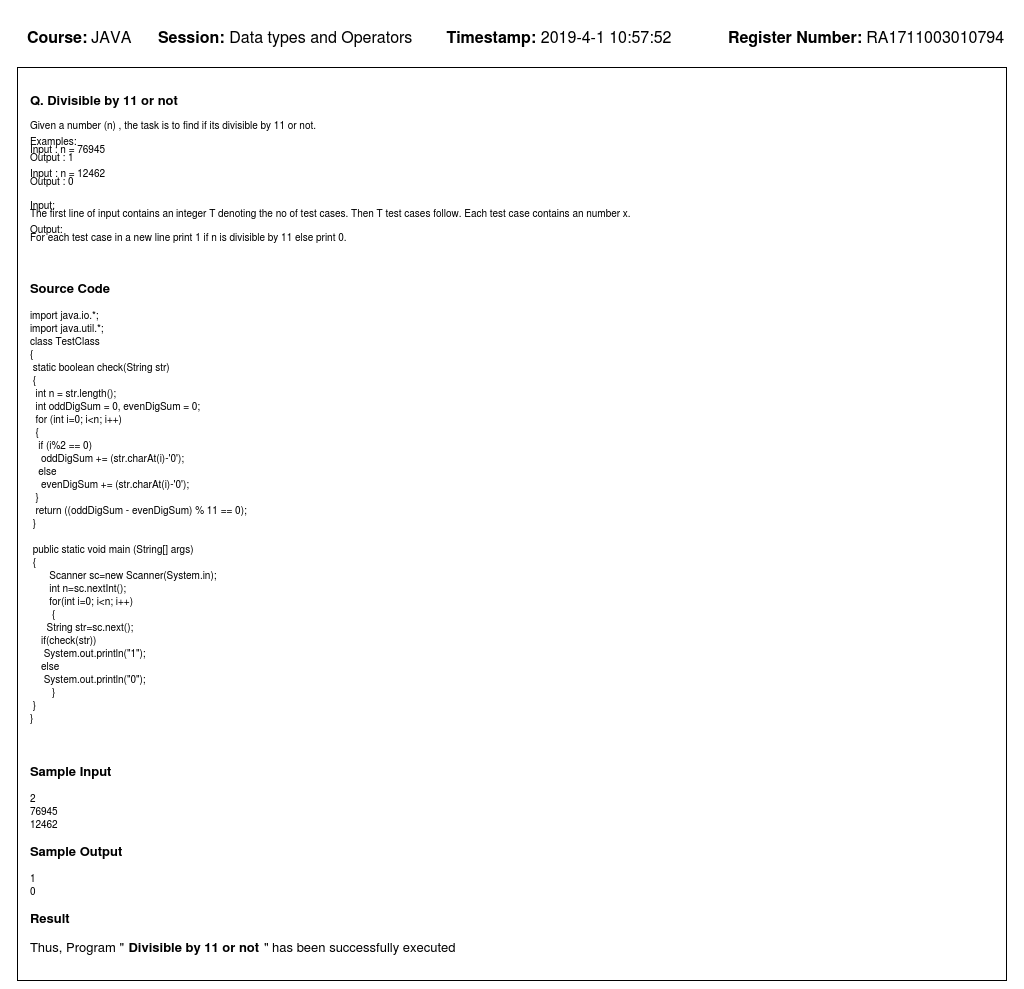 Course: JAVA Session: Data types and Operators Timestamp: 2019-4-1 10:57:52 Register Number: RA1711003010794
Q. Divisible by 11 or not
Given a number (n) , the task is to find if its divisible by 11 or not.
Examples:
Input : n = 76945
Output : 1
Input : n = 12462
Output : 0
Input:
The first line of input contains an integer T denoting the no of test cases. Then T test cases follow. Each test case contains an number x.
Output:
For each test case in a new line print 1 if n is divisible by 11 else print 0.
Source Code
import java.io.*;
import java.util.*;
class TestClass
{
static boolean check(String str)
{
int n = str.length();
int oddDigSum = 0, evenDigSum = 0;
for (int i=0; i<n; i++)
{
if (i%2 == 0)
oddDigSum += (str.charAt(i)-'0');
else
evenDigSum += (str.charAt(i)-'0');
}
return ((oddDigSum - evenDigSum) % 11 == 0);
}
public static void main (String[] args)
{
Scanner sc=new Scanner(System.in);
int n=sc.nextInt();
for(int i=0; i<n; i++)
{
String str=sc.next();
if(check(str))
System.out.println("1");
else
System.out.println("0");
}
}
}
Sample Input
2
76945
12462
Sample Output
1
0
Result
Thus, Program " Divisible by 11 or not " has been successfully executed